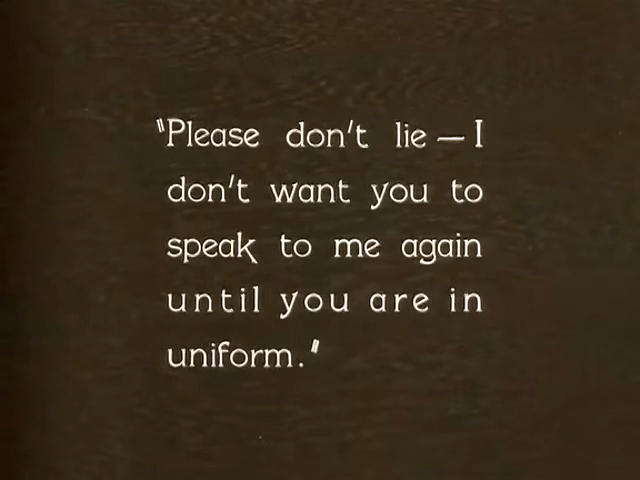 "Please don't lie — I
don't want you to
speak to me again
until you are in
uniform."